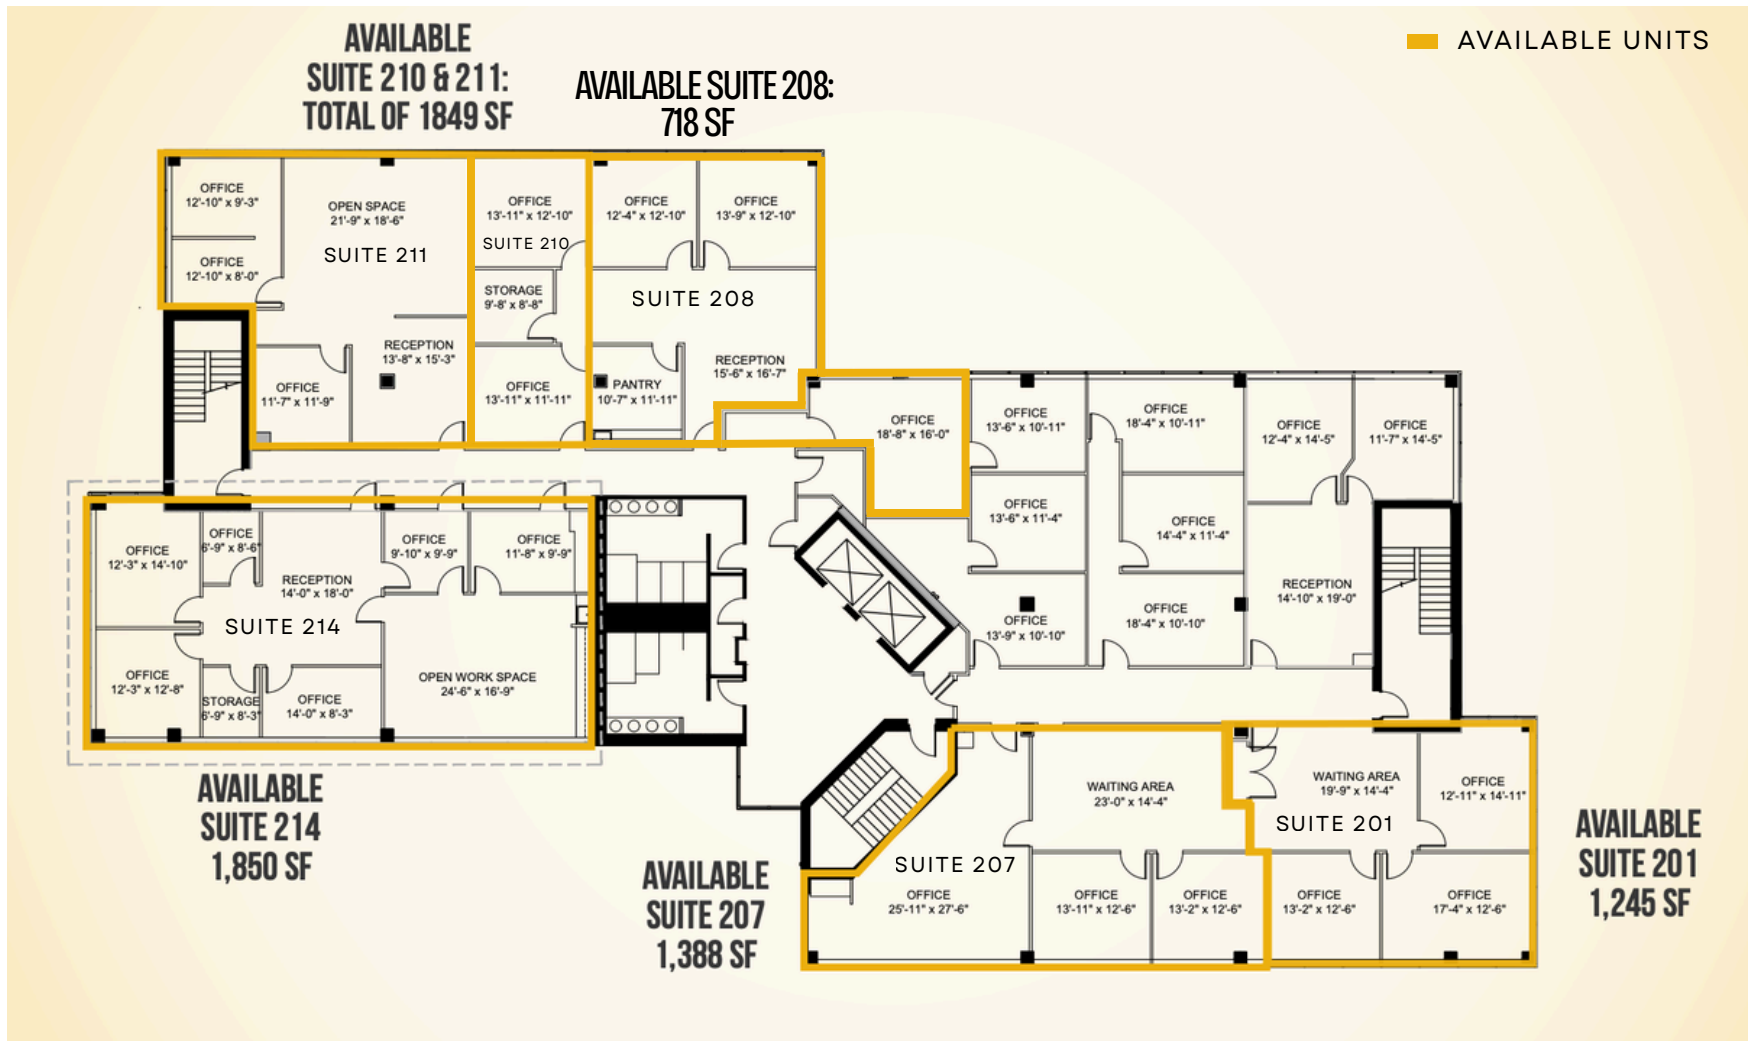 AVAILABLE UNITS
AVAILABLE
SUITE 210 & 211:
TOTAL OF 1849 SF
AVAILABLE SUITE 208:
718 SF
OFFICE
12'-10" x 9'-3"
OPEN SPACE
21'-9" x 18'-6"
SUITE 211
OFFICE
12'-10" x 8'-0"
RECEPTION
13'-8" x 15'-3"
OFFICE
11'-7" x 11'-9"
OFFICE
13'-11" x 12'-10"
SUITE 210
STORAGE
9'-8' x 8'-8"
OFFICE
13'-11" x 11'-11"
OFFICE
12'-4" x 12'-10"
OFFICE
13'-9" x 12'-10"
SUITE 208
RECEPTION
15'-6" x 16'-7"
PANTRY
10'-7" x 11'-11"
OFFICE
18'-8" x 16'-0"
OFFICE
13'-6" x 10'-11"
OFFICE
18'-4" x 10'-11"
OFFICE
12'-4" x 14'-5"
OFFICE
11'-7" x 14'-5"
OFFICE
13'-6" x 11'-4"
OFFICE
14'-4" x 11'-4"
OFFICE
13'-9" x 10'-10"
OFFICE
18'-4" x 10'-10"
RECEPTION
14'-10" x 19'-0"
OFFICE
12'-3" x 14'-10"
OFFICE
6'-9" x 8'-6"
RECEPTION
14'-0" x 18'-0"
SUITE 214
OFFICE
9'-10" x 9'-9"
OFFICE
11'-8" x 9'-9"
OFFICE
12'-3" x 12'-8"
STORAGE
6'-9" x 8'-3"
OFFICE
14'-0" x 8'-3"
OPEN WORK SPACE
24'-6" x 16'-9"
AVAILABLE
SUITE 214
1,850 SF
AVAILABLE
SUITE 207
1,388 SF
WAITING AREA
23'-0" x 14'-4"
SUITE 207
OFFICE
25'-11" x 27'-6"
OFFICE
13'-11" x 12'-6"
OFFICE
13'-2" x 12'-6"
WAITING AREA
19'-9" x 14'-4"
SUITE 201
OFFICE
12'-11" x 14'-11"
OFFICE
13'-2" x 12'-6"
OFFICE
17'-4" x 12'-6"
AVAILABLE
SUITE 201
1,245 SF